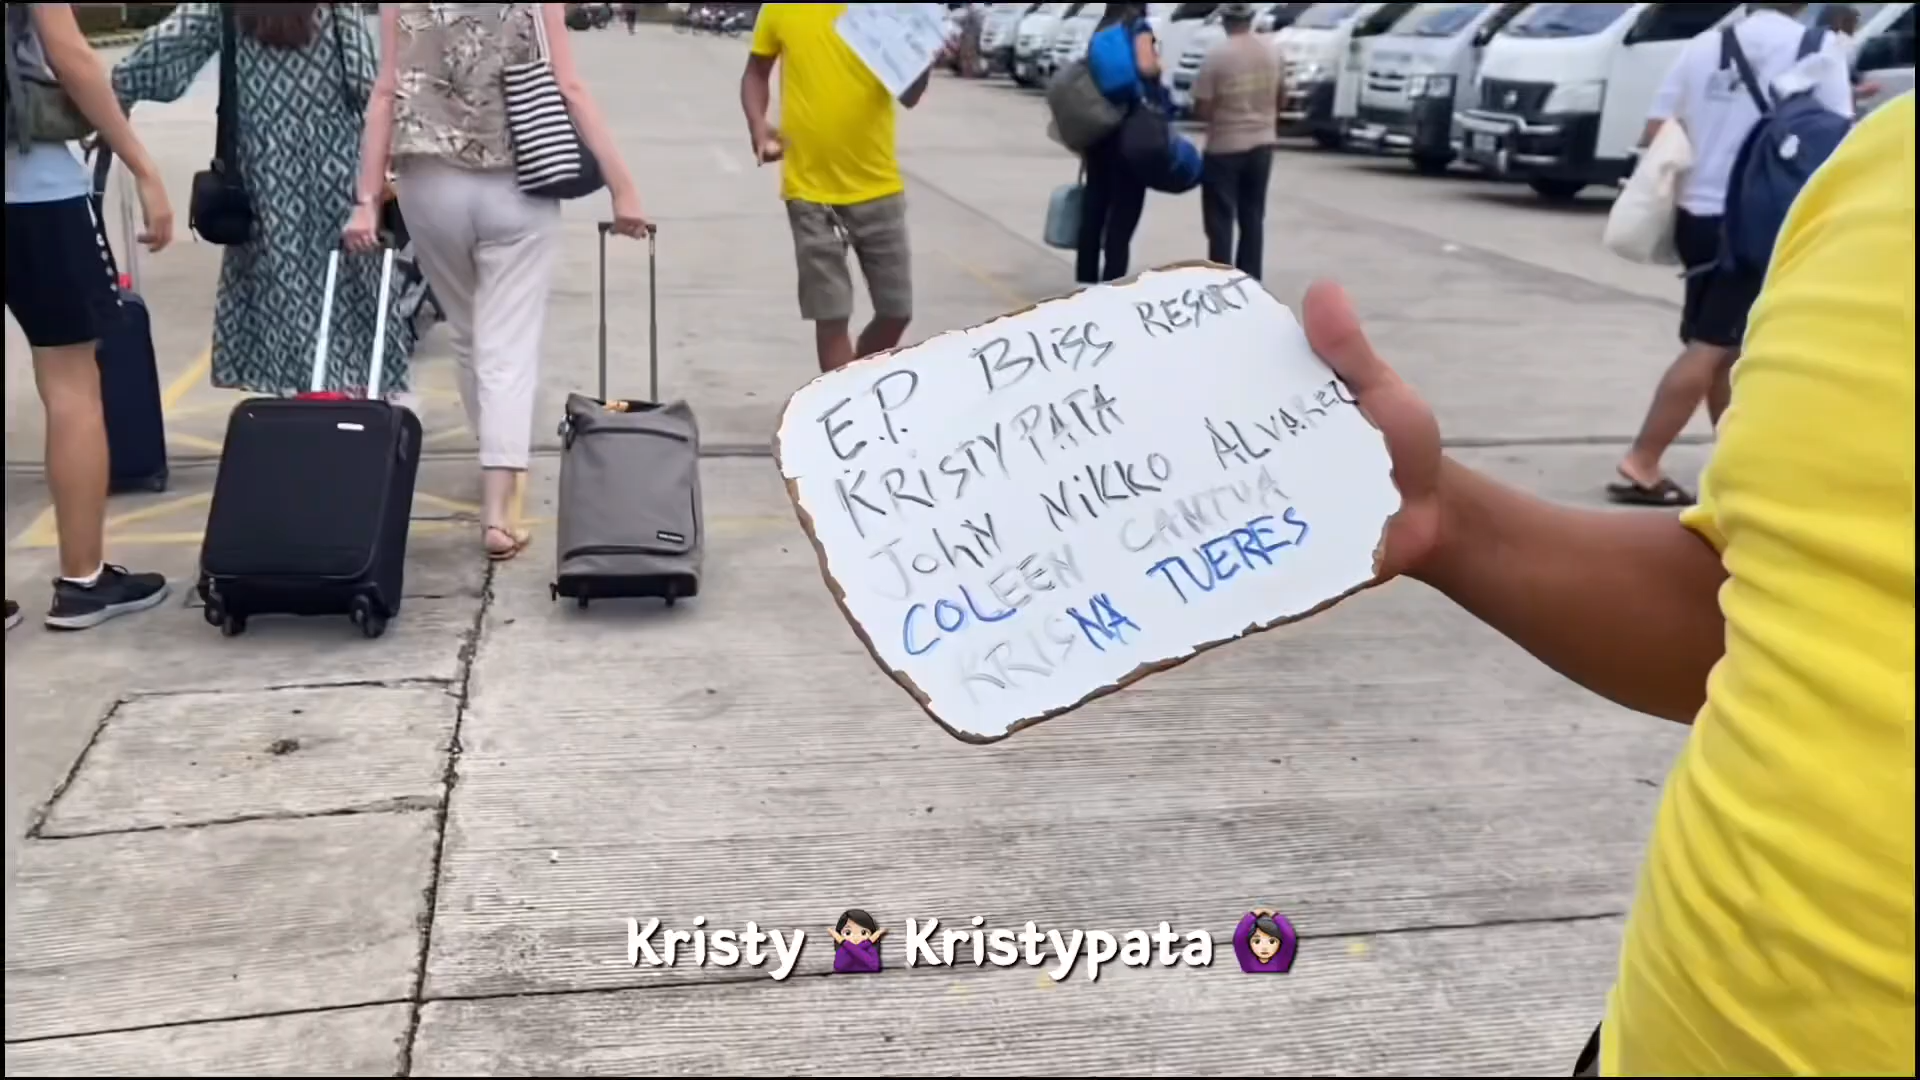 E.P. Bliss RESORT
KRISTYPATA
JOHN NIKKO ALVAREZ
COLEEN CANTUA
KRISNA TUERES
Kristy 🙅🏻‍♀️ Kristypata 🙆🏻‍♀️